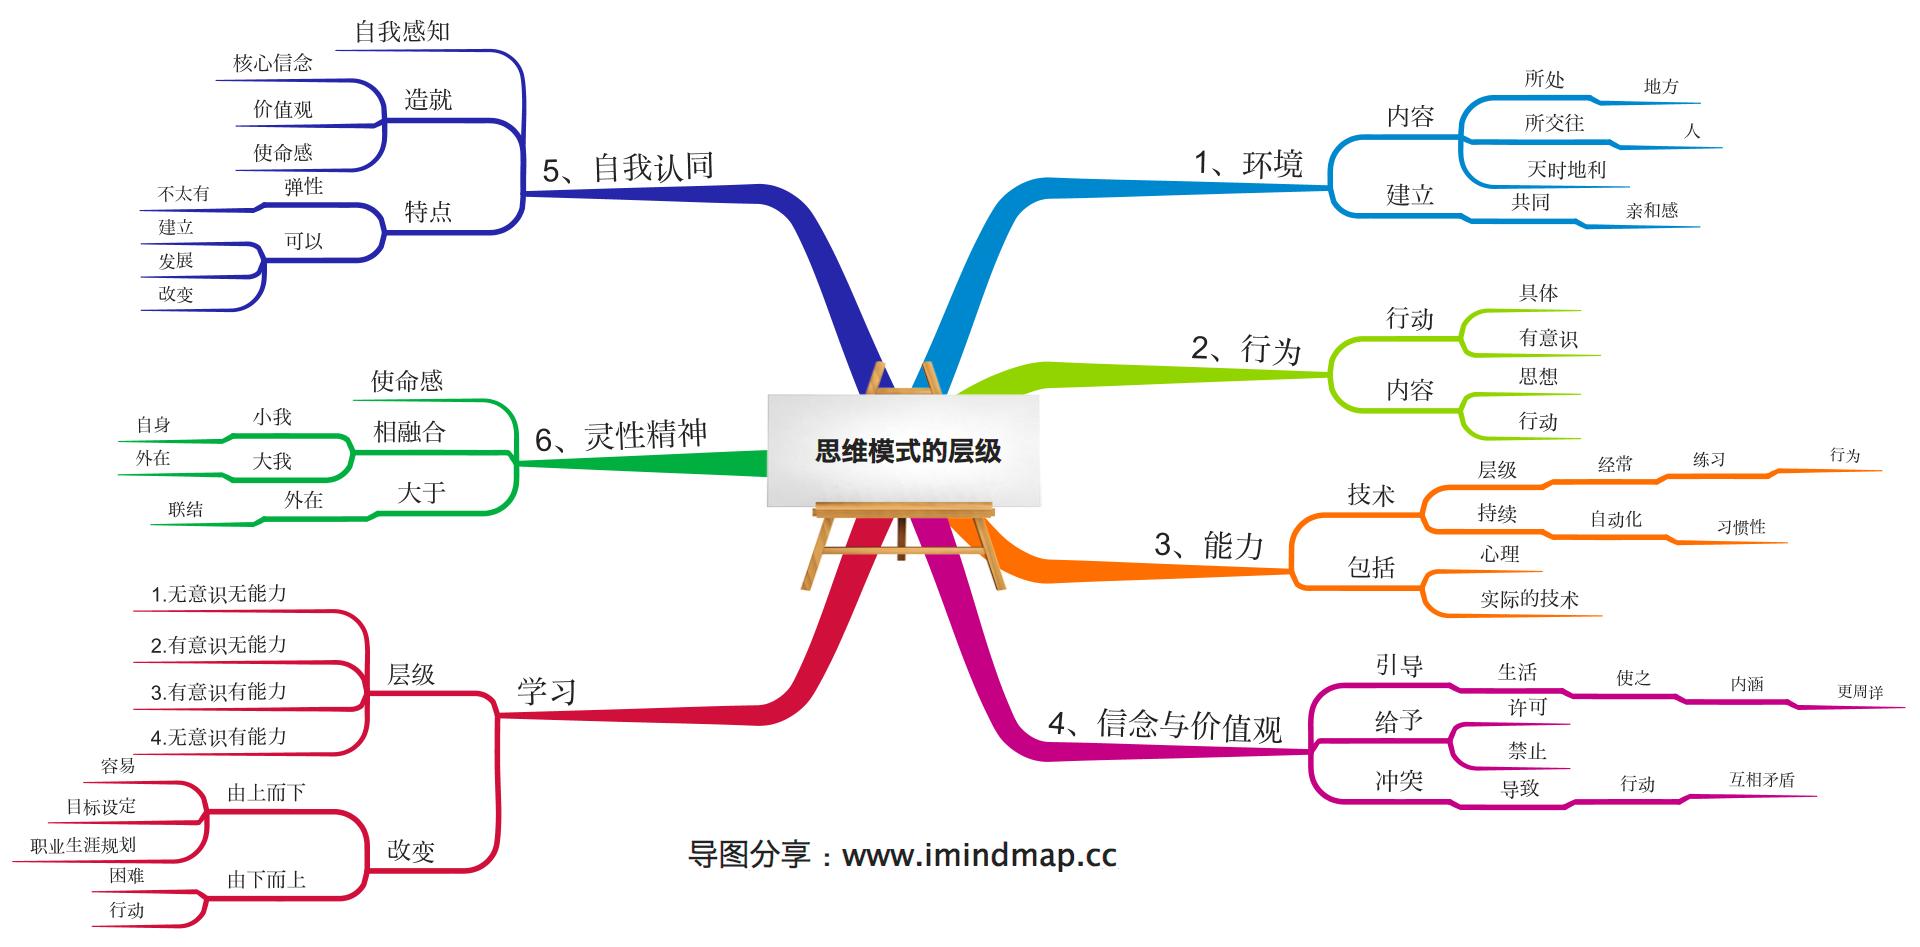 思维模式的层级
1、环境
内容
所处
地方
所交往
人
天时地利
建立
共同
亲和感
2、行为
行动
具体
有意识
内容
思想
行动
3、能力
技术
层级
经常
练习
行为
持续
自动化
习惯性
包括
心理
实际的技术
4、信念与价值观
引导
生活
使之
内涵
更周详
给予
许可
禁止
冲突
导致
行动
互相矛盾
5、自我认同
自我感知
造就
核心信念
价值观
使命感
特点
弹性
不太有
可以
建立
发展
改变
6、灵性精神
使命感
相融合
小我
自身
大我
外在
大于
外在
联结
学习
层级
1.无意识无能力
2.有意识无能力
3.有意识有能力
4.无意识有能力
改变
由上而下
容易
目标设定
职业生涯规划
由下而上
困难
行动
导图分享：www.imindmap.cc